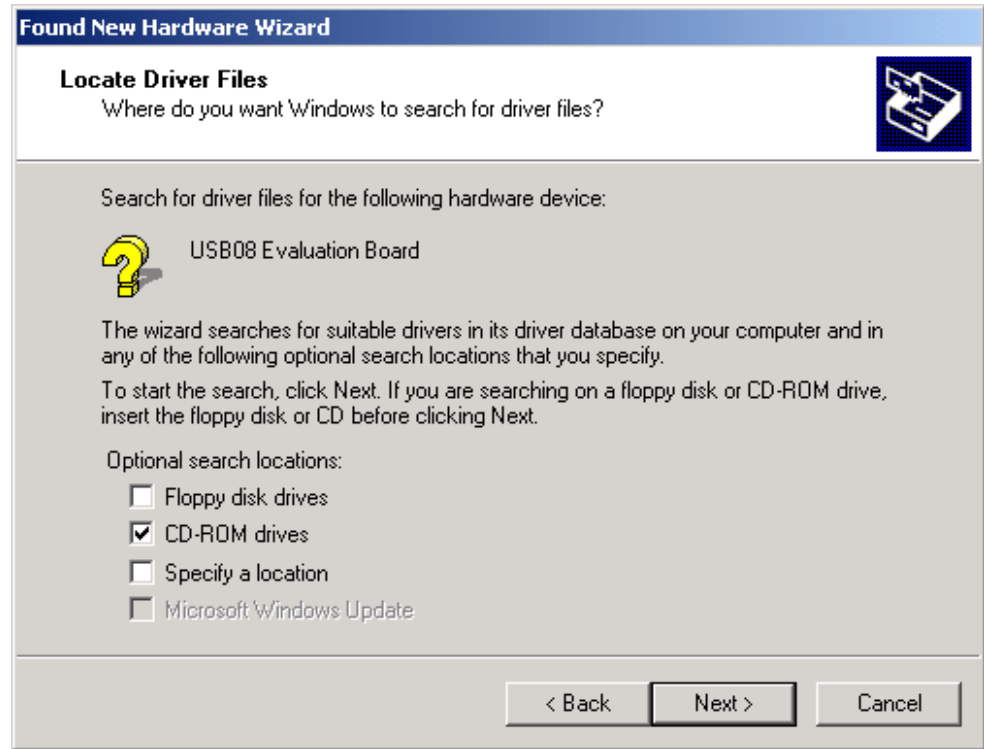 Found New Hardware Wizard
Locate Driver Files
Where do you want Windows to search for driver files?
Search for driver files for the following hardware device:
USB08 Evaluation Board
The wizard searches for suitable drivers in its driver database on your computer and in
any of the following optional search locations that you specify.
To start the search, click Next. If you are searching on a floppy disk or CD-ROM drive,
insert the floppy disk or CD before clicking Next.
Optional search locations:
Floppy disk drives
CD-ROM drives
Specify a location
Microsoft Windows Update
< Back Next > Cancel